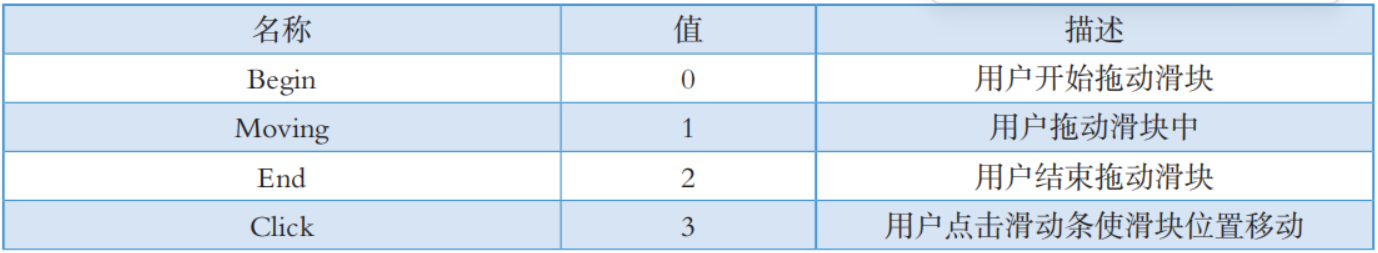 名称 值 描述
Begin 0 用户开始拖动滑块
Moving 1 用户拖动滑块中
End 2 用户结束拖动滑块
Click 3 用户点击滑动条使滑块位置移动